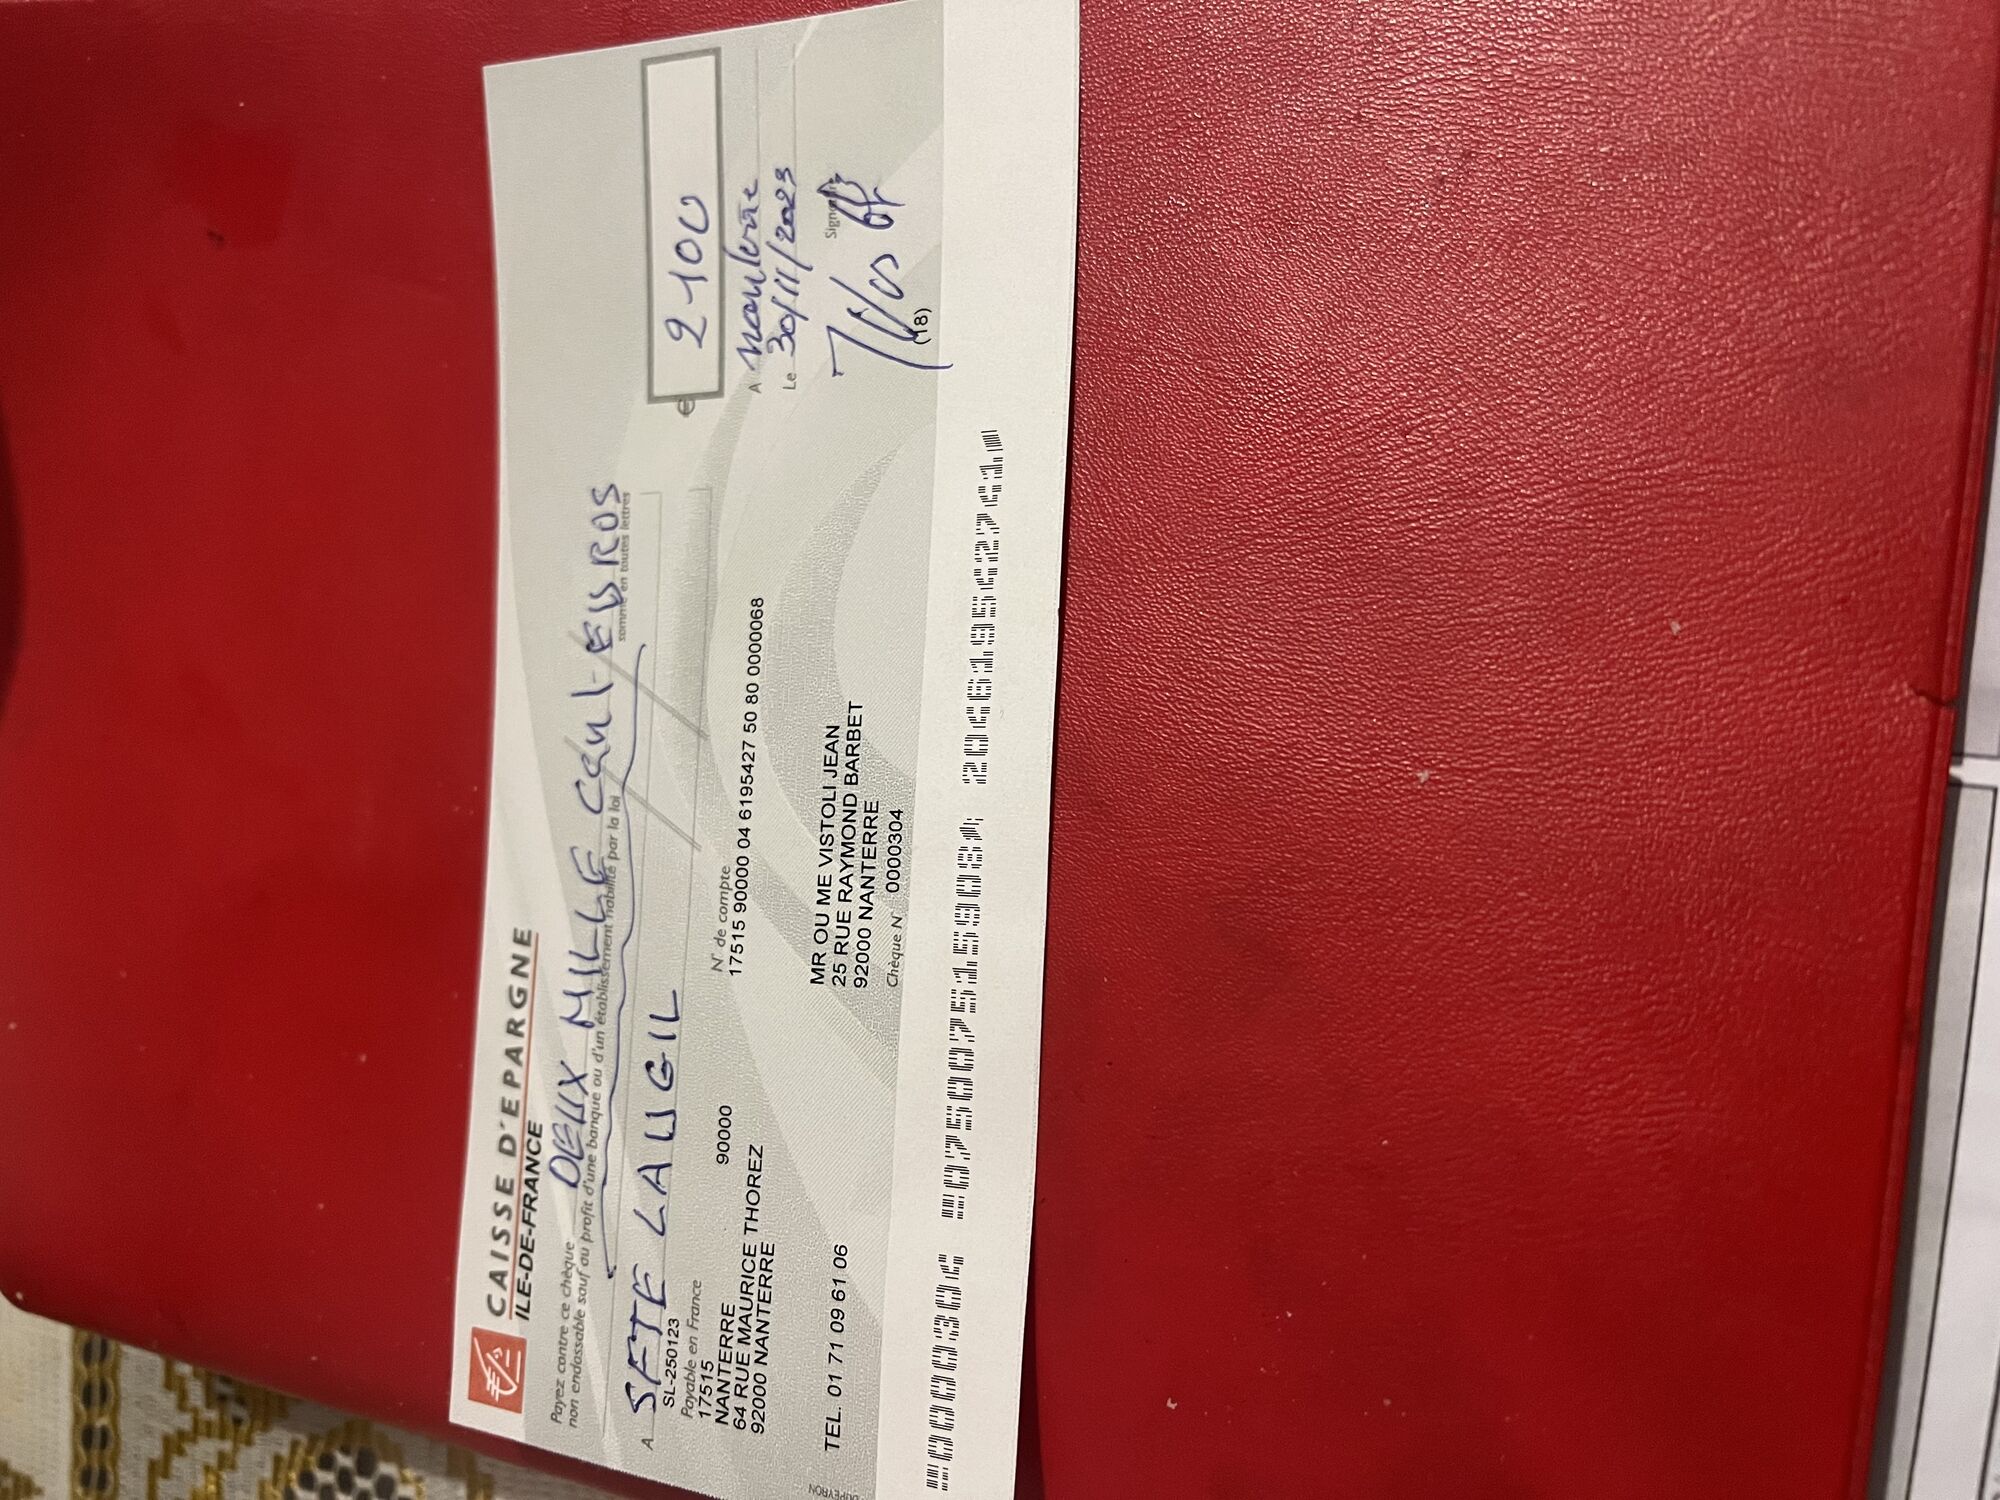 CAISSE D'EPARGNE
ILE-DE-FRANCE
Payez contre ce chèque DEUX MILLE CENT EUROS
non endossable sauf au profit d'une banque ou d'un établissement habilité par la loi
somme en toutes lettres
€ 2100
A SETE LAUGIL
SL-250123
A Nanterre
Le 30/11/2023
Payable en France
17515
NANTERRE 90000
64 RUE MAURICE THOREZ
92000 NANTERRE
N° de compte
17515 90000 04 6195427 50 80 0000068
TEL. 01 71 09 61 06
MR OU ME VISTOLI JEAN
25 RUE RAYMOND BARBET
92000 NANTERRE
Chèque N° 0000304
(18)
DUPEYRON